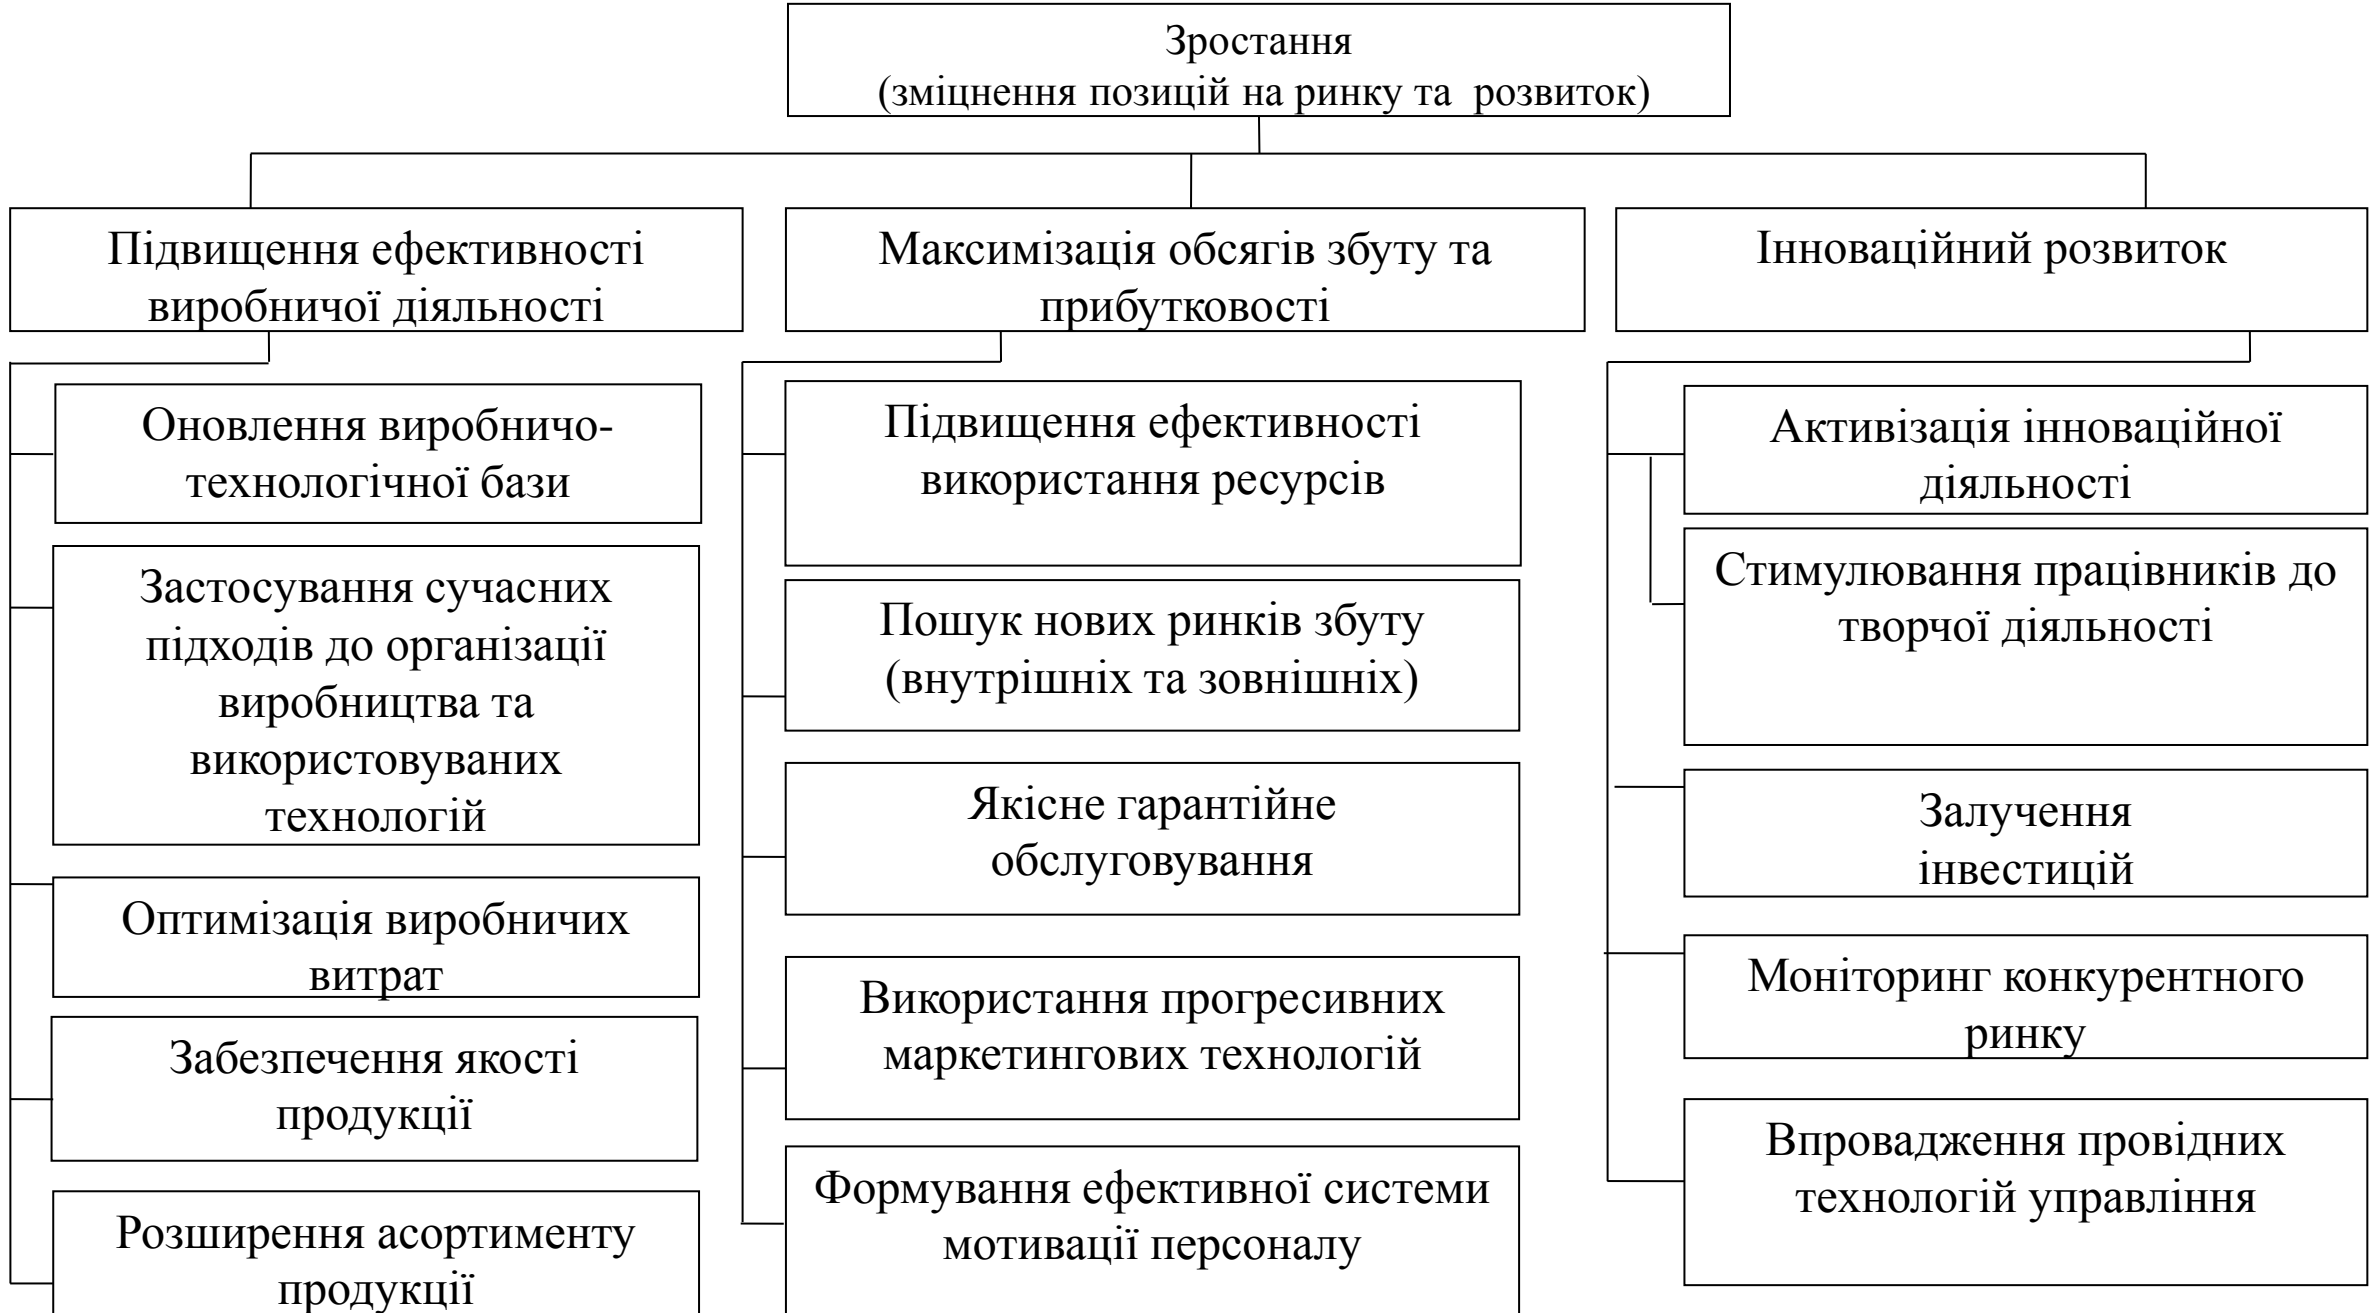 Зростання
(зміцнення позицій на ринку та розвиток)
Підвищення ефективності
виробничої діяльності
Максимізація обсягів збуту та
прибутковості
Інноваційний розвиток
Оновлення виробничо-
технологічної бази
Застосування сучасних
підходів до організації
виробництва та
використовуваних
технологій
Оптимізація виробничих
витрат
Забезпечення якості
продукції
Розширення асортименту
продукції
Підвищення ефективності
використання ресурсів
Пошук нових ринків збуту
(внутрішніх та зовнішніх)
Якісне гарантійне
обслуговування
Використання прогресивних
маркетингових технологій
Формування ефективної системи
мотивації персоналу
Активізація інноваційної
діяльності
Стимулювання працівників до
творчої діяльності
Залучення
інвестицій
Моніторинг конкурентного
ринку
Впровадження провідних
технологій управління